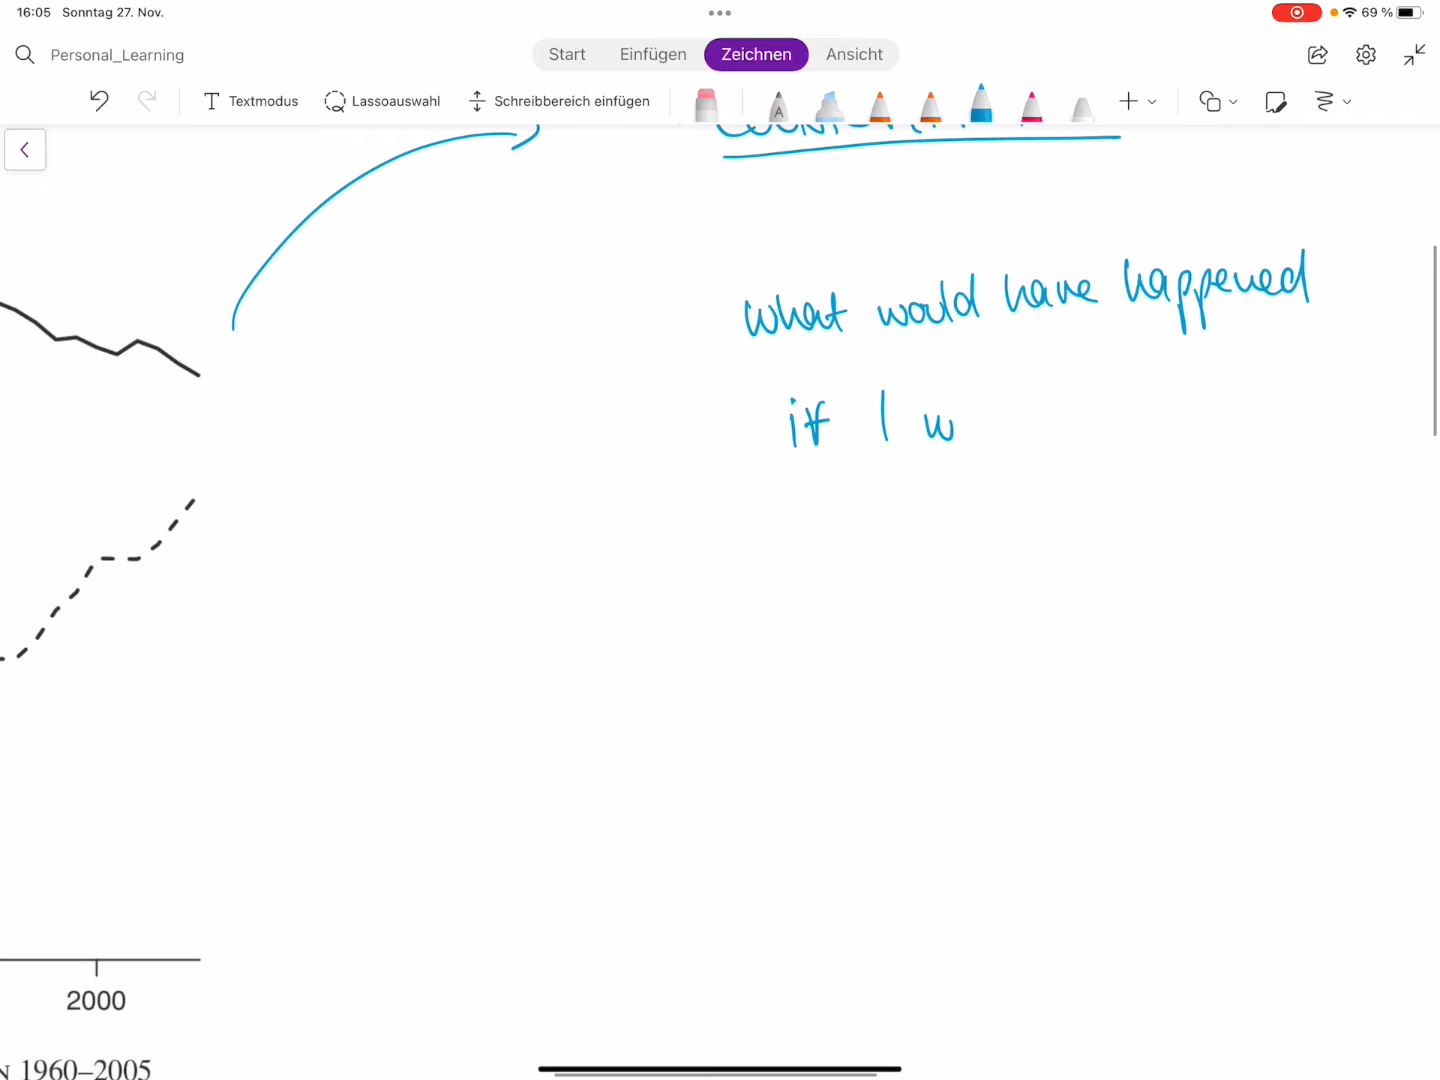 16:05 Sonntag 27. Nov.
69 %
Personal_Learning
Start Einfügen Zeichnen Ansicht
T Textmodus Lassoauswahl Schreibbereich einfügen
A
what would have happened
if I w
2000
N 1960–2005